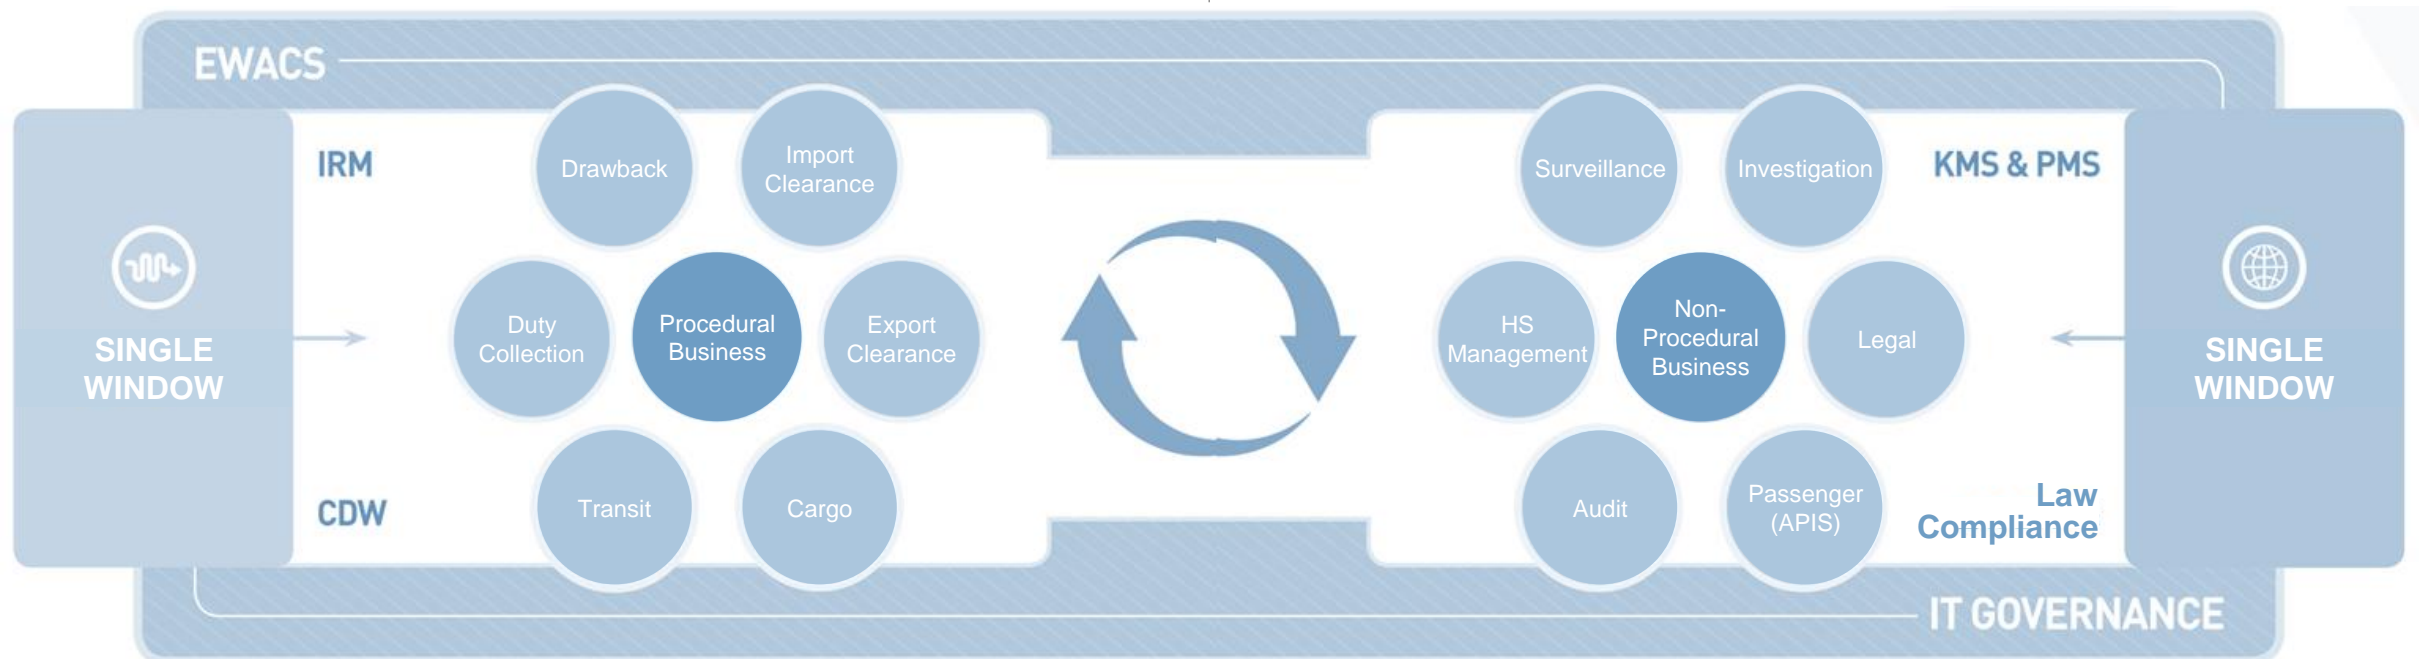 EWACS
SINGLE
WINDOW
IRM
CDW
Drawback
Import
Clearance
Duty
Collection
Procedural
Business
Export
Clearance
Transit
Cargo
Surveillance
Investigation
HS
Management
Non-
Procedural
Business
Legal
Audit
Passenger
(APIS)
KMS & PMS
Law
Compliance
SINGLE
WINDOW
IT GOVERNANCE